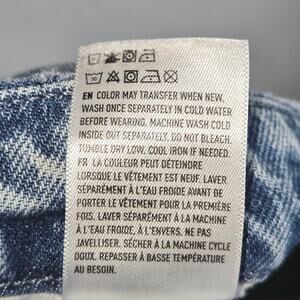 EN COLOR MAY TRANSFER WHEN NEW.
WASH ONCE SEPARATELY IN COLD WATER
BEFORE WEARING. MACHINE WASH COLD
INSIDE OUT SEPARATELY. DO NOT BLEACH.
TUMBLE DRY LOW. COOL IRON IF NEEDED.
FR LA COULEUR PEUT DÉTEINDRE
LORSQUE LE VÊTEMENT EST NEUF. LAVER
SÉPARÉMENT À L'EAU FROIDE AVANT DE
PORTER LE VÊTEMENT POUR LA PREMIÈRE
FOIS. LAVER SÉPARÉMENT À LA MACHINE
À L'EAU FROIDE, À L'ENVERS. NE PAS
JAVELLISER. SÉCHER À LA MACHINE CYCLE
DOUX. REPASSER À BASSE TEMPÉRATURE
AU BESOIN.